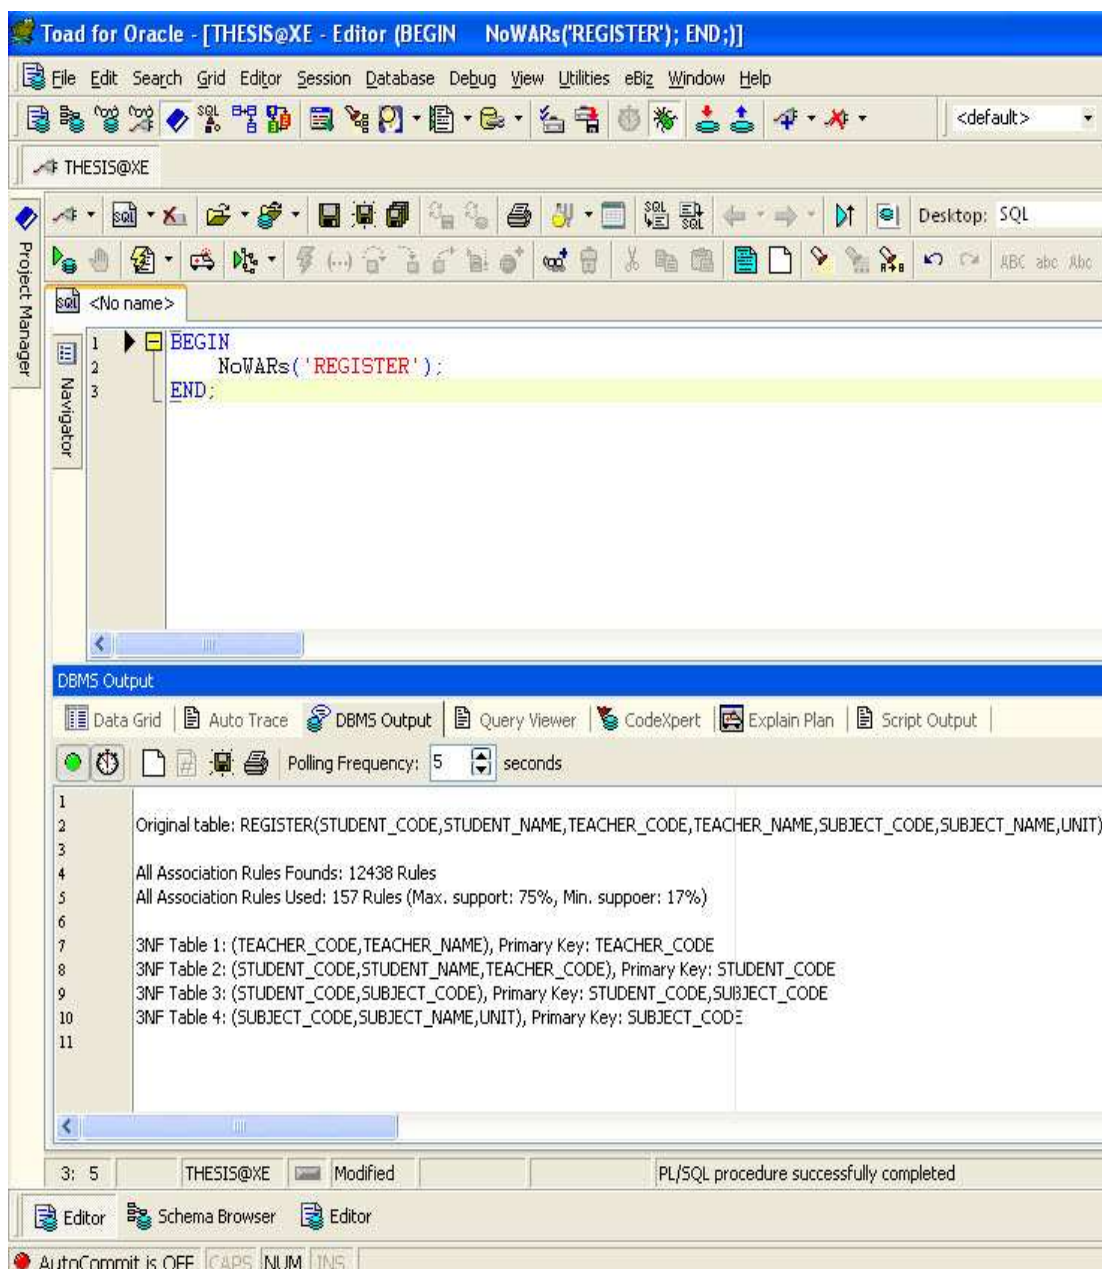 Toad for Oracle - [THESIS@XE - Editor (BEGIN NoWARs('REGISTER'); END;)]
File Edit Search Grid Editor Session Database Debug View Utilities eBiz Window Help
SQL <default>
THESIS@XE
SQL SQL SQL Desktop: SQL
ABC abc Abc
Project Manager
SQL <No name>
Navigator
1 BEGIN
2 NoWARs('REGISTER');
3 END;
DBMS Output
Data Grid Auto Trace DBMS Output Query Viewer CodeXpert Explain Plan Script Output
Polling Frequency: 5 seconds
1
2 Original table: REGISTER(STUDENT_CODE,STUDENT_NAME,TEACHER_CODE,TEACHER_NAME,SUBJECT_CODE,SUBJECT_NAME,UNIT)
3
4 All Association Rules Founds: 12438 Rules
5 All Association Rules Used: 157 Rules (Max. support: 75%, Min. suppoer: 17%)
6
7 3NF Table 1: (TEACHER_CODE,TEACHER_NAME), Primary Key: TEACHER_CODE
8 3NF Table 2: (STUDENT_CODE,STUDENT_NAME,TEACHER_CODE), Primary Key: STUDENT_CODE
9 3NF Table 3: (STUDENT_CODE,SUBJECT_CODE), Primary Key: STUDENT_CODE,SUBJECT_CODE
10 3NF Table 4: (SUBJECT_CODE,SUBJECT_NAME,UNIT), Primary Key: SUBJECT_CODE
11
3: 5 THESIS@XE Modified PL/SQL procedure successfully completed
Editor Schema Browser Editor
AutoCommit is OFF CAPS NUM INS